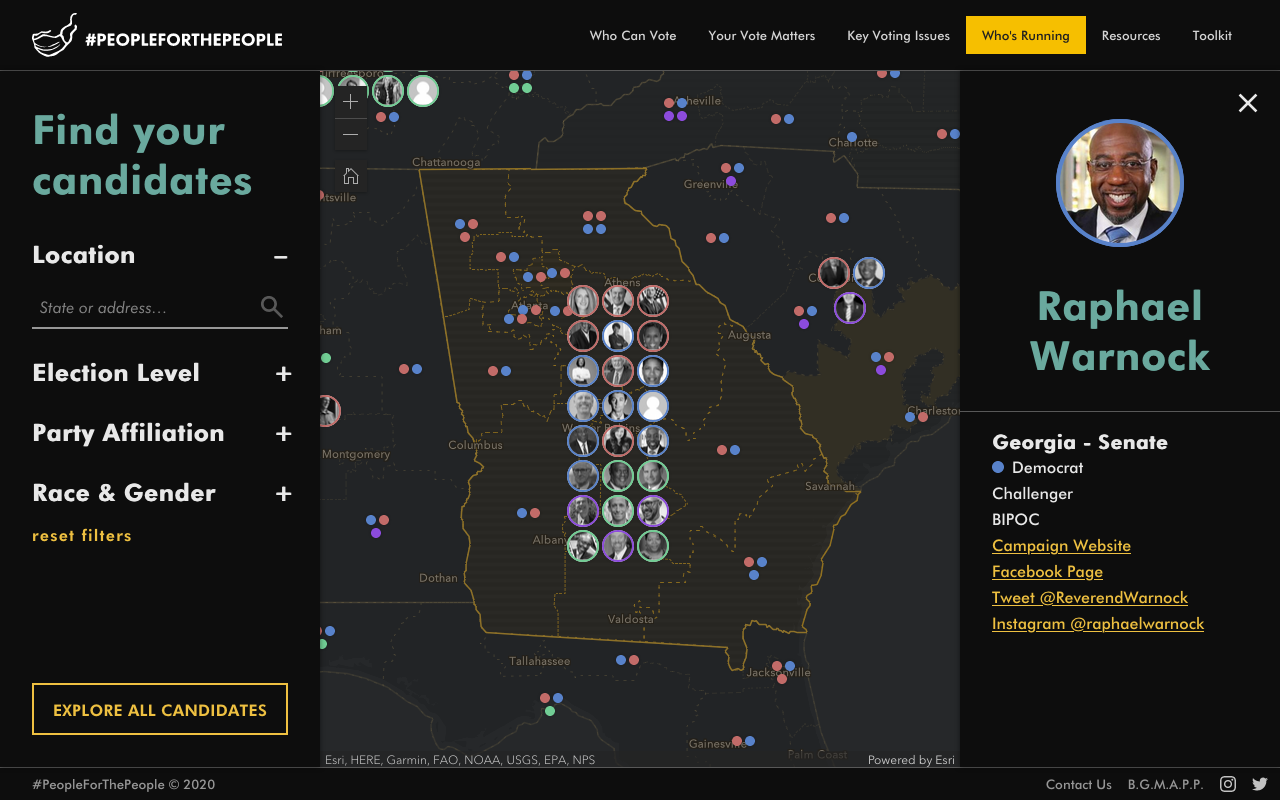 #PEOPLEFORTHEPEOPLE
Who Can Vote
Your Vote Matters
Key Voting Issues
Who's Running
Resources
Toolkit
Find your
candidates
Location
State or address...
Election Level
Party Affiliation
Race & Gender
reset filters
EXPLORE ALL CANDIDATES
Asheville
Charlotte
Chattanooga
Greenville
ntsville
Athens
Atlanta
Augusta
ham
Charleston
Columbus
Montgomery
Savannah
Albany
Dothan
Valdosta
Tallahassee
Jacksonville
Gainesville
Palm Coast
Esri, HERE, Garmin, FAO, NOAA, USGS, EPA, NPS
Powered by Esri
Raphael
Warnock
Georgia - Senate
Democrat
Challenger
BIPOC
Campaign Website
Facebook Page
Tweet @ReverendWarnock
Instagram @raphaelwarnock
#PeopleForThePeople © 2020
Contact Us
B.G.M.A.P.P.